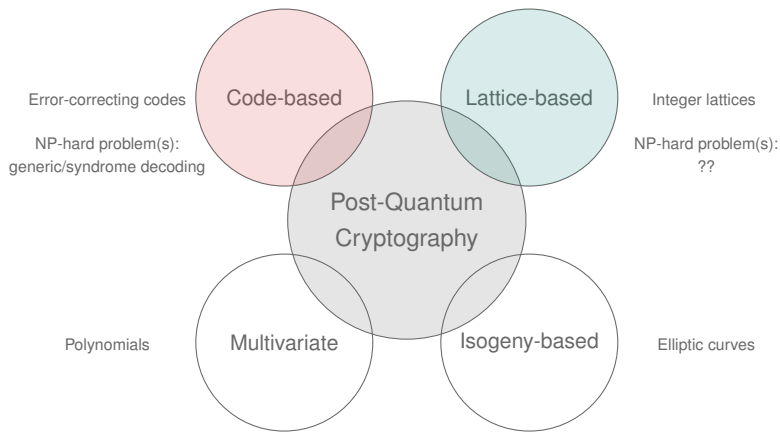 Code-based
Lattice-based
Error-correcting codes
Integer lattices
NP-hard problem(s):
generic/syndrome decoding
NP-hard problem(s):
??
Post-Quantum
Cryptography
Polynomials
Multivariate
Isogeny-based
Elliptic curves